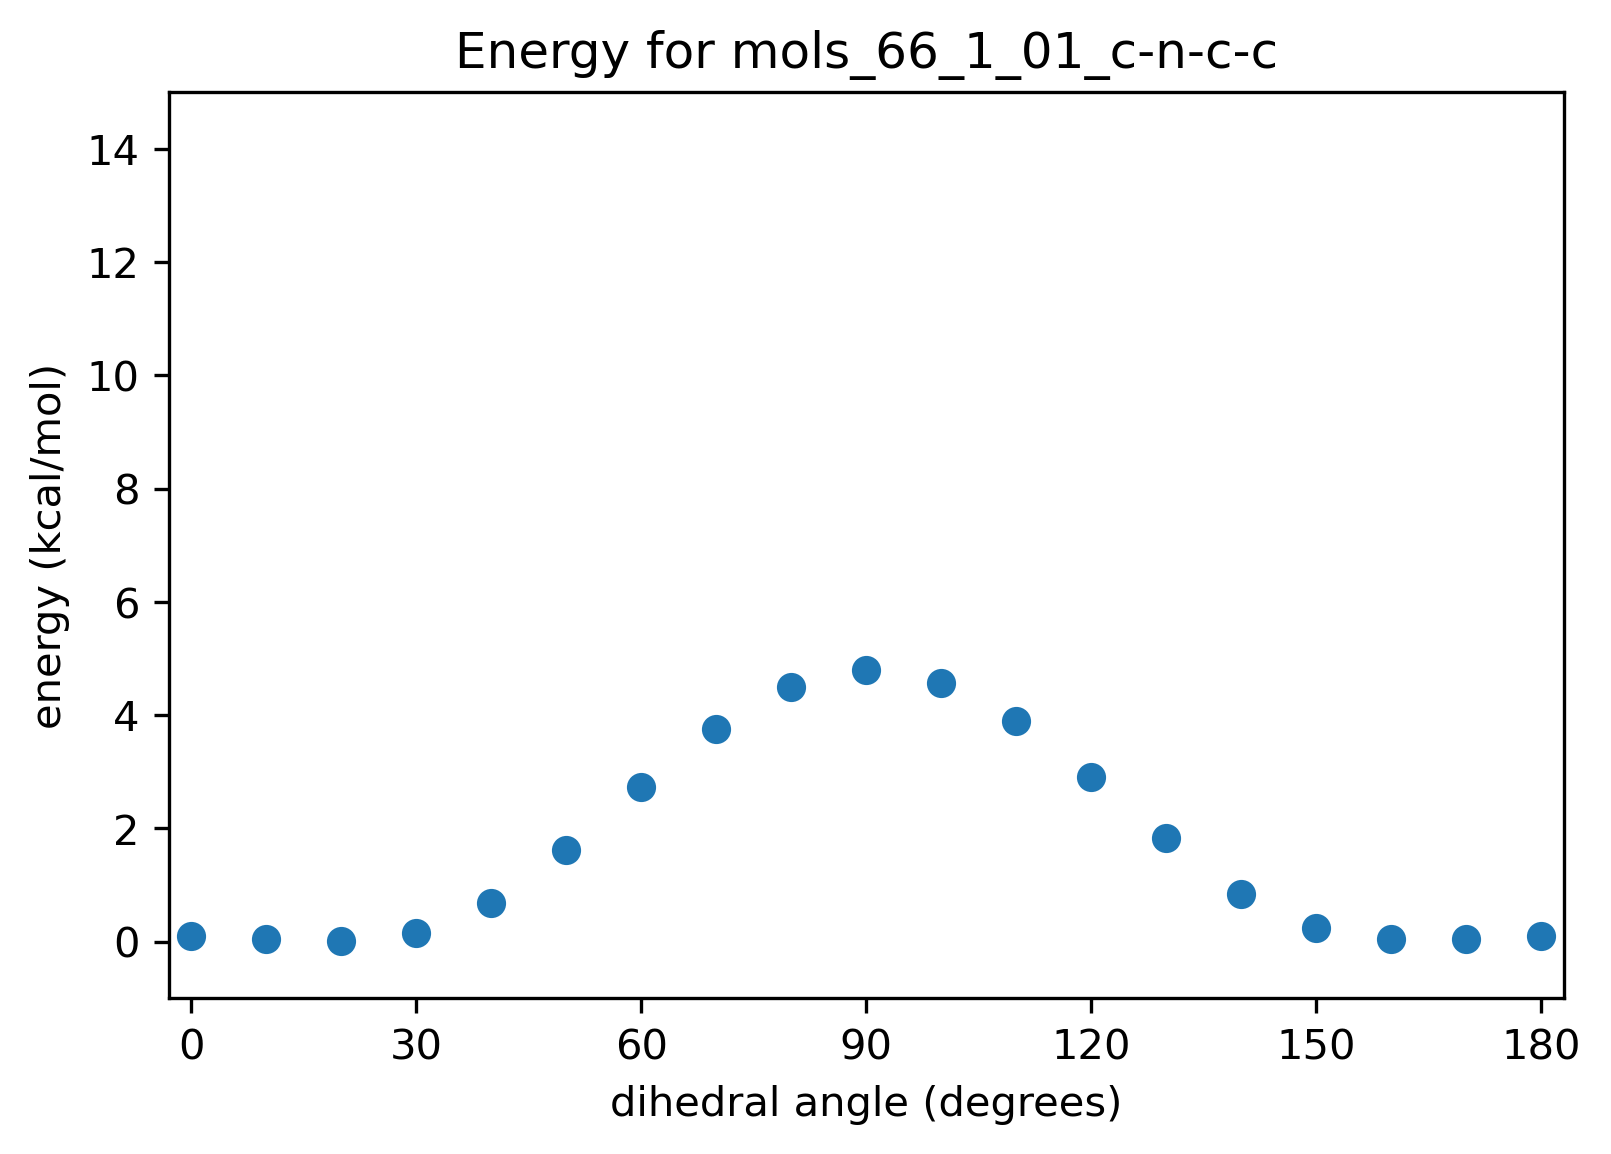 Energy for mols_66_1_01_c-n-c-c
14
12
10
8
6
4
2
0
energy (kcal/mol)
0 30 60 90 120 150 180
dihedral angle (degrees)